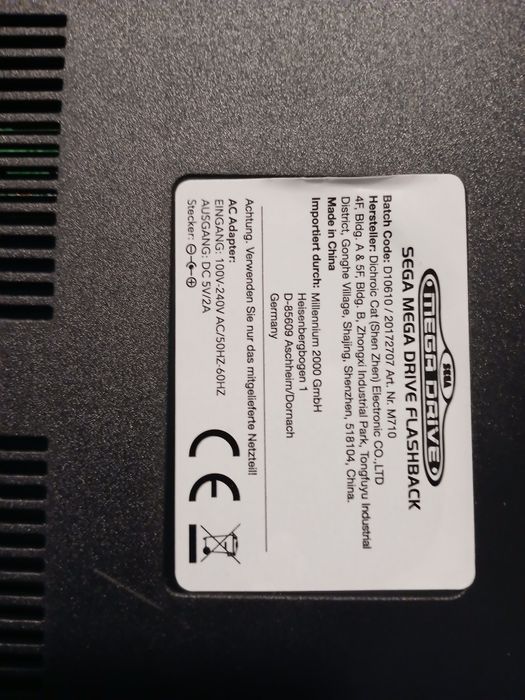 SEGA
MEGA DRIVE
SEGA MEGA DRIVE FLASHBACK
Batch Code: D10610 / 20172707 Art. Nr. M710
Hersteller: Dichroic Cat (Shen Zhen) Electronic CO.,LTD
4F, Bldg. A & 5F, Bldg. B, Zhongxi Industrial Park, Tongfuyu Industrial
District, Gonghe Village, Shajing, Shenzhen, 518104, China.
Made in China
Importiert durch: Millennium 2000 GmbH
Heisenbergbogen 1
D-85609 Aschheim/Dornach
Germany
Achtung. Verwenden Sie nur das mitgelieferte Netzteil!
AC Adapter:
EINGANG: 100V-240V AC/50HZ-60HZ
AUSGANG: DC 5V/2A
Stecker:
CE